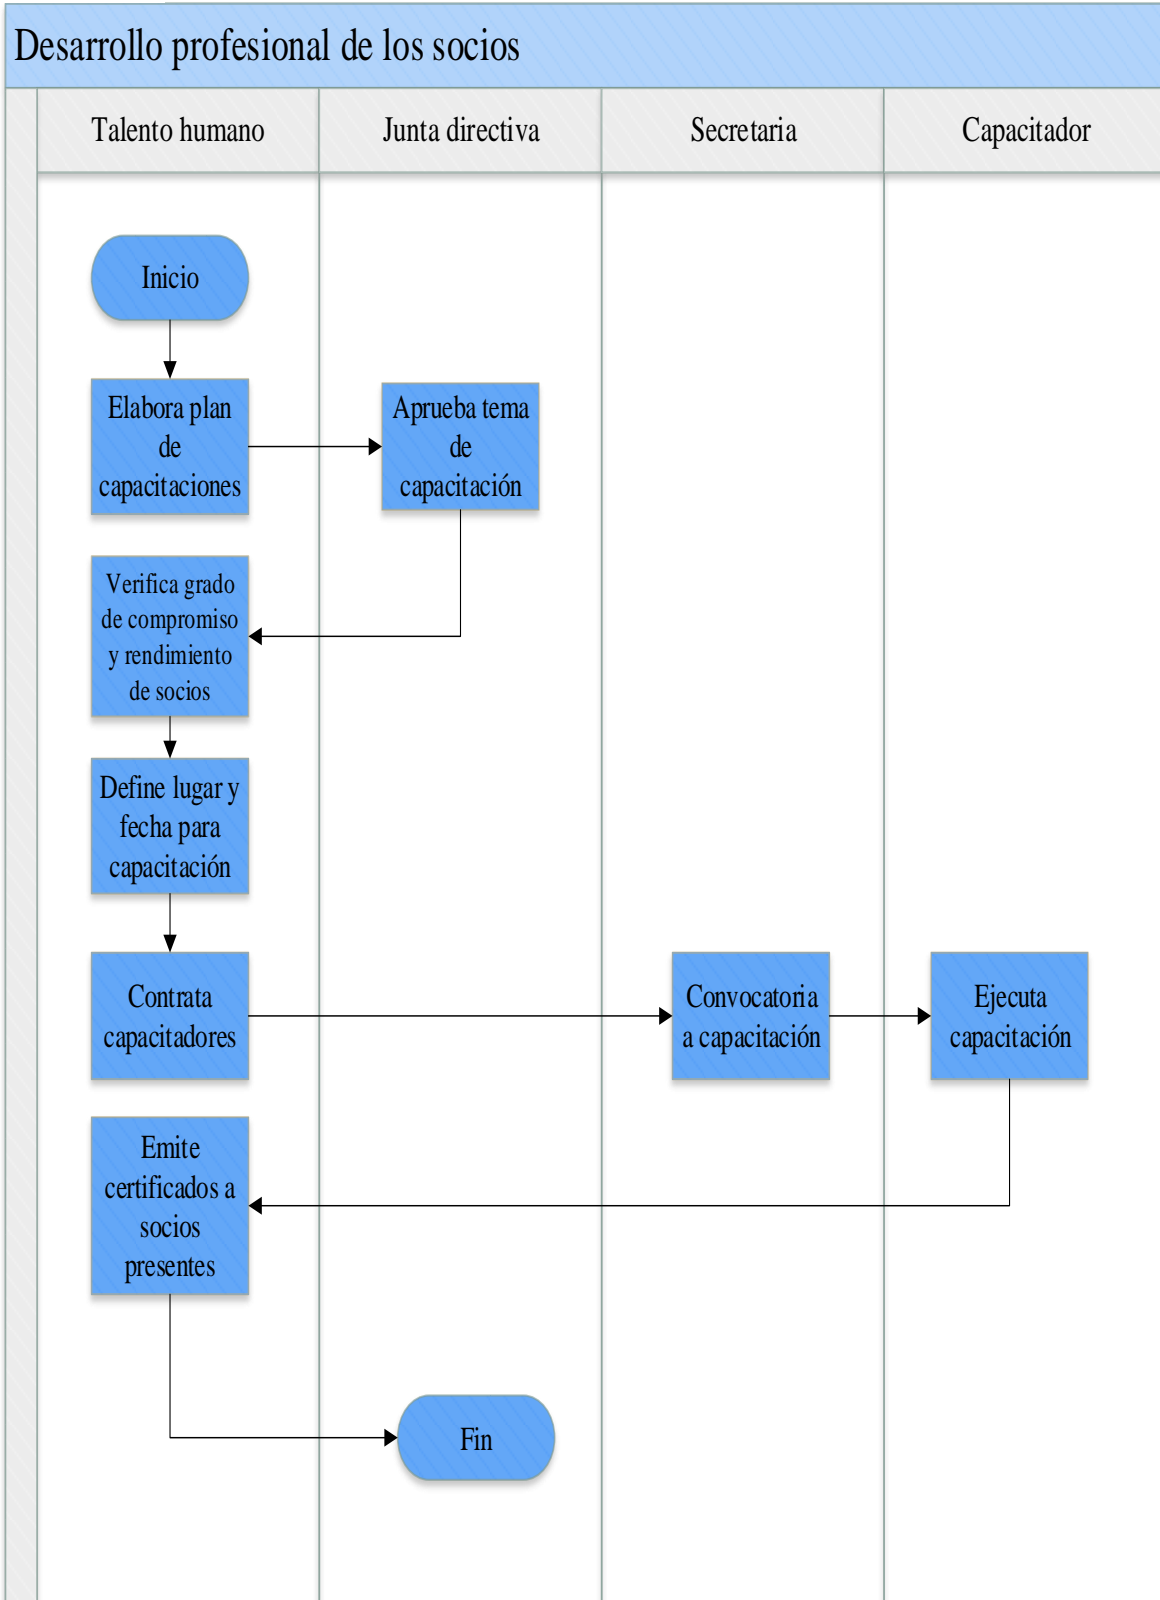 Desarrollo profesional de los socios
Talento humano
Junta directiva
Secretaria
Capacitador
Inicio
Elabora plan
de
capacitaciones
Aprueba tema
de
capacitación
Verifica grado
de compromiso
y rendimiento
de socios
Define lugar y
fecha para
capacitación
Contrata
capacitadores
Convocatoria
a capacitación
Ejecuta
capacitación
Emite
certificados a
socios
presentes
Fin